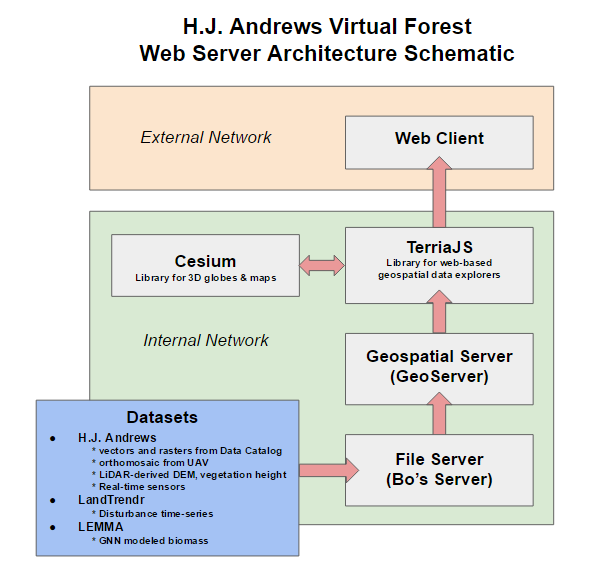 H.J. Andrews Virtual Forest
Web Server Architecture Schematic
External Network
Web Client
Cesium
Library for 3D globes & maps
TerriaJS
Library for web-based
geospatial data explorers
Internal Network
Geospatial Server
(GeoServer)
Datasets
● H.J. Andrews
* vectors and rasters from Data Catalog
* orthomosaic from UAV
* LiDAR-derived DEM, vegetation height
* Real-time sensors
● LandTrendr
* Disturbance time-series
● LEMMA
* GNN modeled biomass
File Server
(Bo's Server)